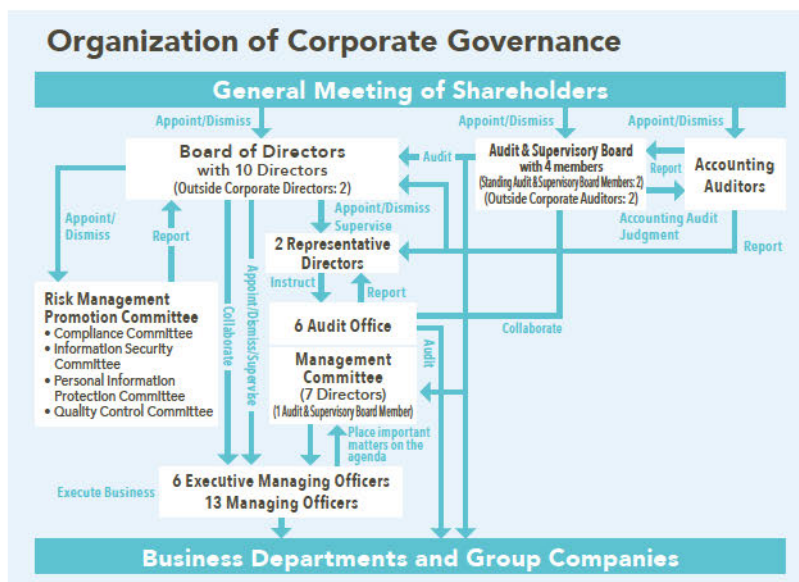 Organization of Corporate Governance
General Meeting of Shareholders
Appoint/Dismiss
Appoint/Dismiss
Appoint/Dismiss
Board of Directors
with 10 Directors
(Outside Corporate Directors: 2)
Audit
Audit & Supervisory Board
with 4 members
(Standing Audit & Supervisory Board Members: 2)
(Outside Corporate Auditors: 2)
Report
Accounting
Auditors
Appoint/
Dismiss
Report
Appoint/Dismiss
Supervise
Accounting Audit
Judgment
Report
2 Representative
Directors
Instruct
Report
Risk Management
Promotion Committee
• Compliance Committee
• Information Security
Committee
• Personal Information
Protection Committee
• Quality Control Committee
Collaborate
Appoint/Dismiss/Supervise
6 Audit Office
Collaborate
Audit
Management
Committee
(7 Directors)
(1 Audit & Supervisory Board Member)
Place important
matters on the
agenda
Execute Business
6 Executive Managing Officers
13 Managing Officers
Business Departments and Group Companies